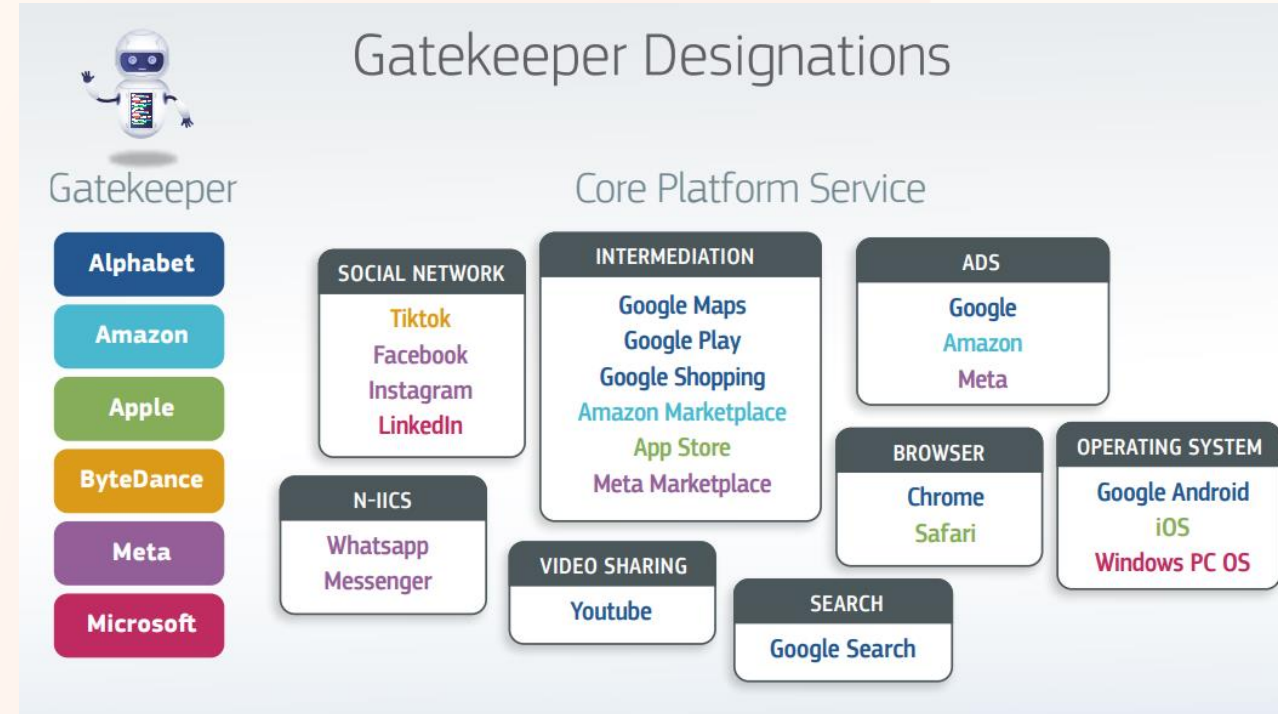 Gatekeeper Designations
Gatekeeper
Core Platform Service
Alphabet
Amazon
Apple
ByteDance
Meta
Microsoft
SOCIAL NETWORK
Tiktok
Facebook
Instagram
LinkedIn
INTERMEDIATION
Google Maps
Google Play
Google Shopping
Amazon Marketplace
App Store
Meta Marketplace
ADS
Google
Amazon
Meta
N-IICS
Whatsapp
Messenger
VIDEO SHARING
Youtube
BROWSER
Chrome
Safari
OPERATING SYSTEM
Google Android
iOS
Windows PC OS
SEARCH
Google Search